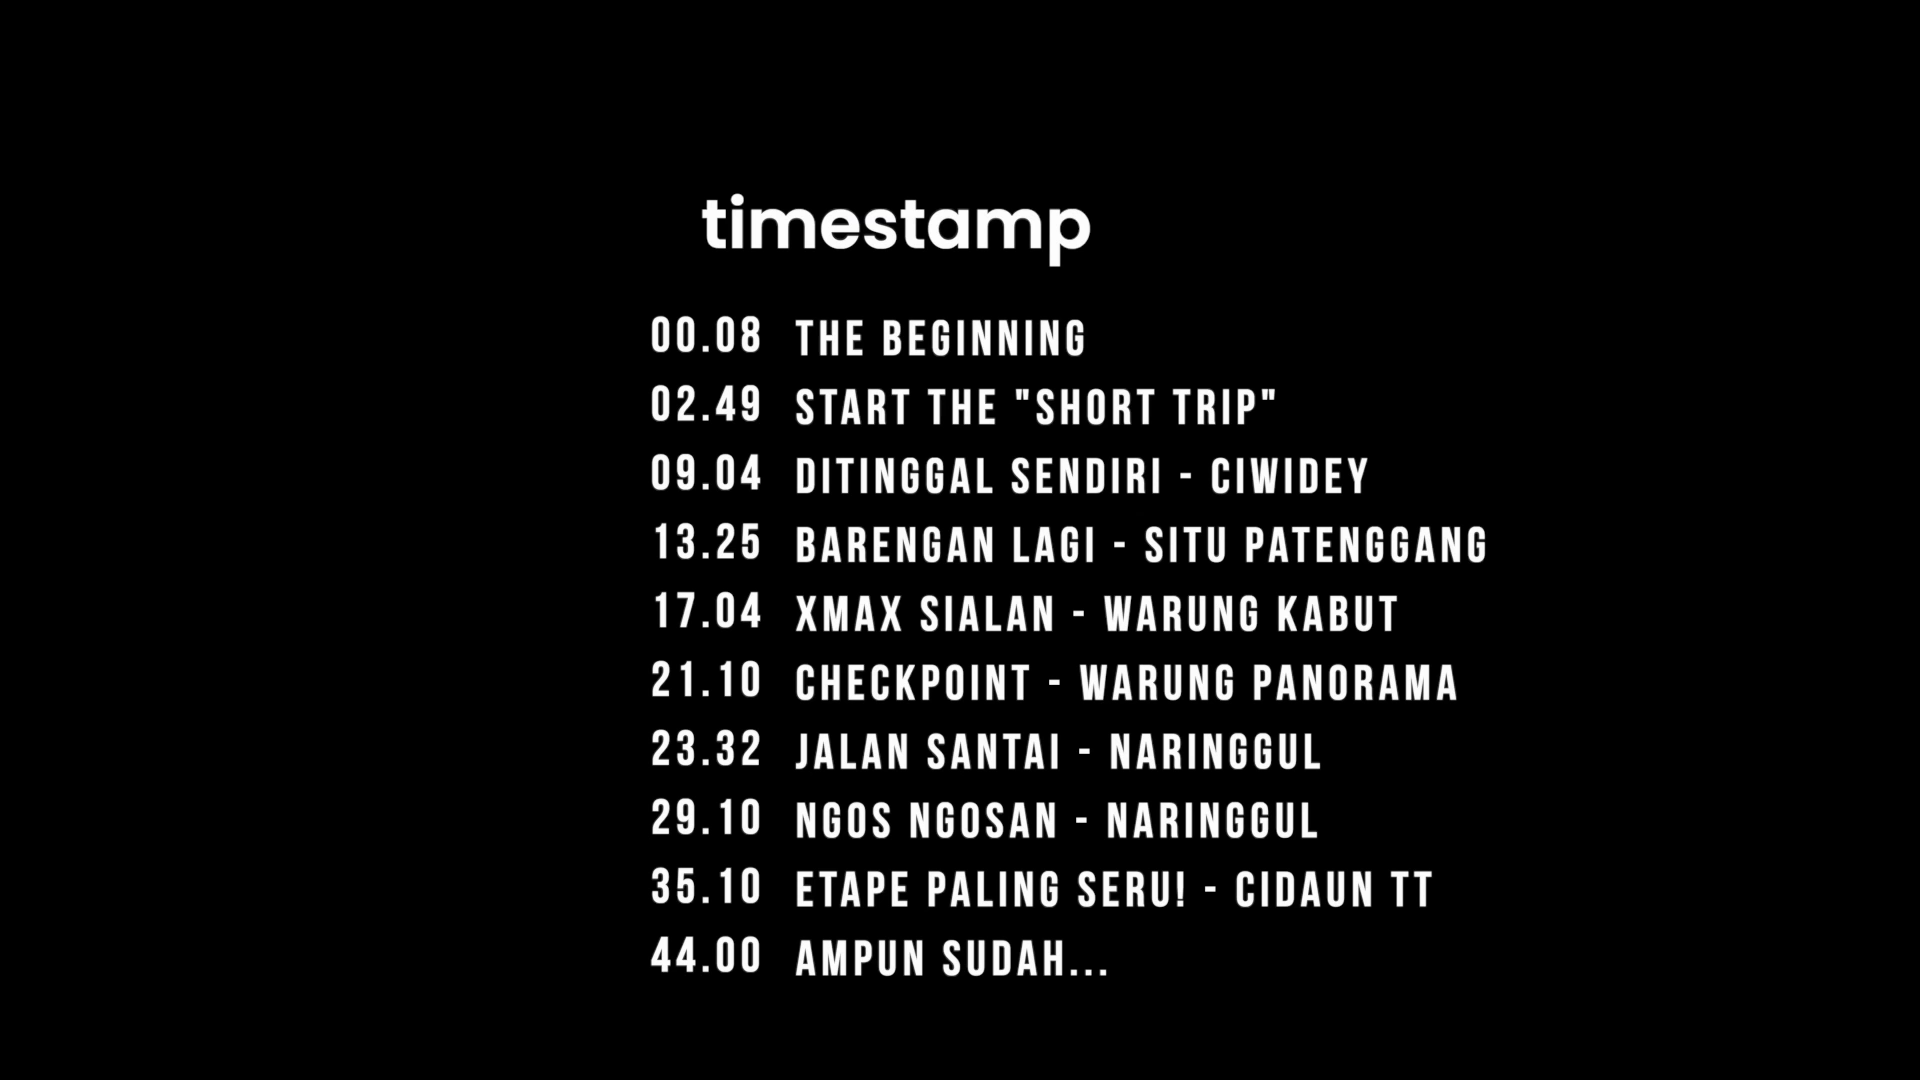 timestamp
00.08 THE BEGINNING
02.49 START THE "SHORT TRIP"
09.04 DITINGGAL SENDIRI - CIWIDEY
13.25 BARENGAN LAGI - SITU PATENGGANG
17.04 XMAX SIALAN - WARUNG KABUT
21.10 CHECKPOINT - WARUNG PANORAMA
23.32 JALAN SANTAI - NARINGGUL
29.10 NGOS NGOSAN - NARINGGUL
35.10 ETAPE PALING SERU! - CIDAUN TT
44.00 AMPUN SUDAH...